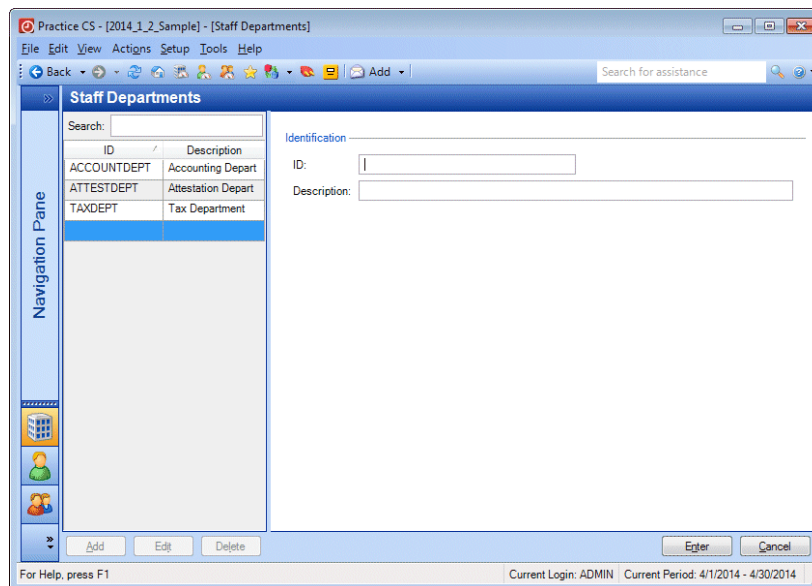 Practice CS - [2014_1_2_Sample] - [Staff Departments]
File Edit View Actions Setup Tools Help
Back Add Search for assistance
Staff Departments
Navigation Pane
Search:
ID Description
ACCOUNTDEPT Accounting Depart
ATTESTDEPT Attestation Depart
TAXDEPT Tax Department
Identification
ID:
Description:
Add Edit Delete Enter Cancel
For Help, press F1 Current Login: ADMIN Current Period: 4/1/2014 - 4/30/2014